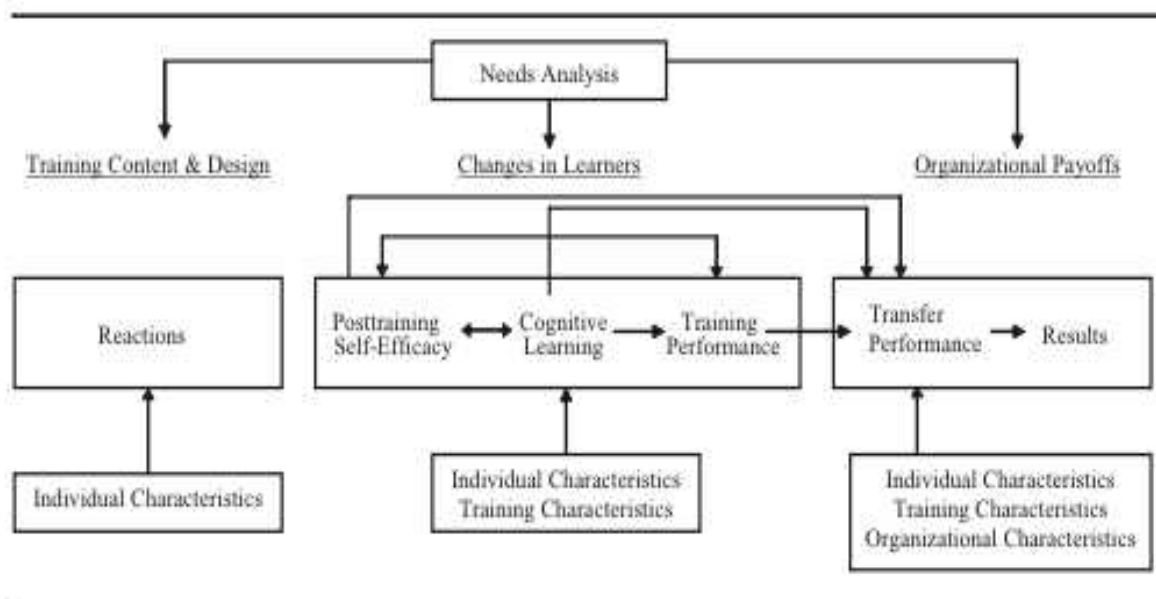 Needs Analysis
Training Content & Design
Changes in Learners
Organizational Payoffs
Reactions
Posttraining
Self-Efficacy
Cognitive
Learning
Training
Performance
Transfer
Performance
Results
Individual Characteristics
Individual Characteristics
Training Characteristics
Individual Characteristics
Training Characteristics
Organizational Characteristics